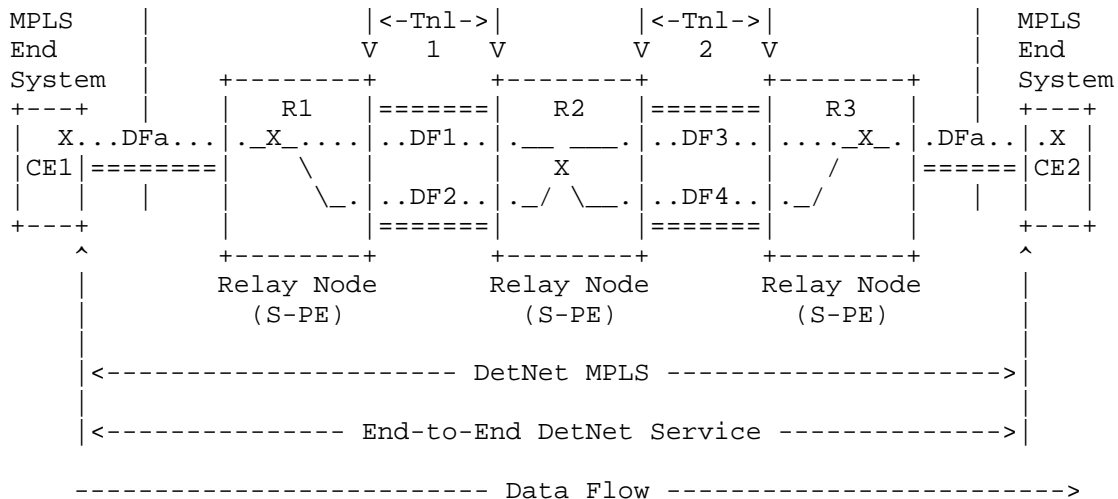 MPLS           |              |<-Tnl->|       |<-Tnl->|             |  MPLS
End            |              V   1   V       V   2   V             |  End
System   |    +--------+       +--------+       +--------+   |  System
+---+    |    |   R1   |=======|   R2   |=======|   R3   |   |  +---+
|  X...DFa...|._X_....|..DF1..|.__ ___.|..DF3..|...._X_.|.DFa..|.X |
|CE1|========|    \   |       |   X    |       |   /    |======|CE2|
|   |   |    |     \_.|..DF2..|._/ \__.|..DF4..|._/     |   |  |   |
+---+        |        |=======|        |=======|        |      +---+
    ^        +--------+       +--------+       +--------+      ^
    |        Relay Node       Relay Node       Relay Node      |
    |          (S-PE)           (S-PE)           (S-PE)        |
    |                                                          |
    |<---------------------- DetNet MPLS --------------------->|
    |                                                          |
    |<--------------- End-to-End DetNet Service -------------->|
------------------------- Data Flow ------------------------>